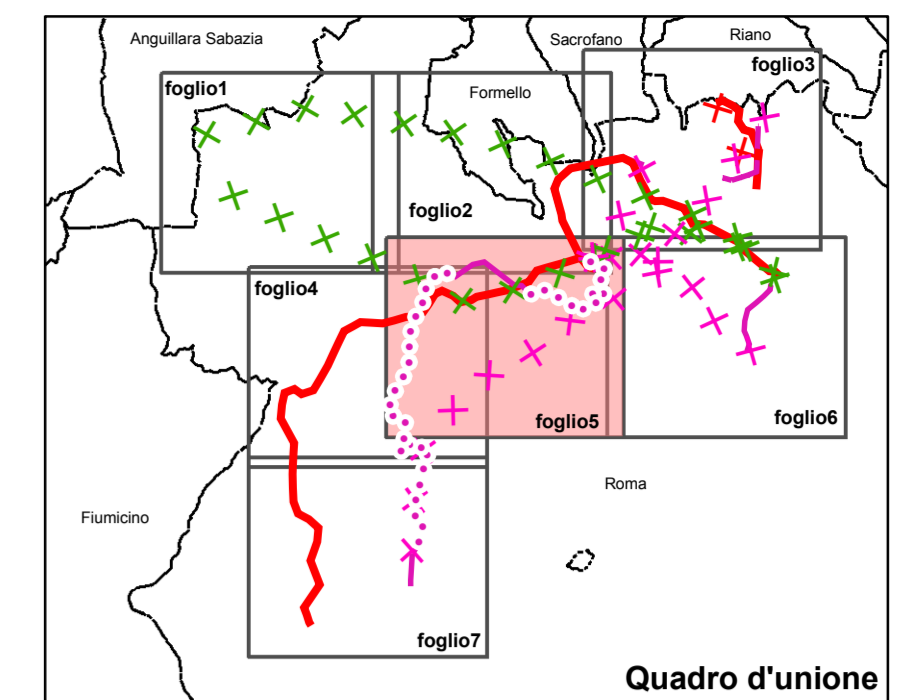 Anguillara Sabazia
Sacrofano
Riano
foglio3
foglio1
Formello
foglio2
foglio4
foglio5
foglio6
Roma
Fiumicino
foglio7
Quadro d'unione